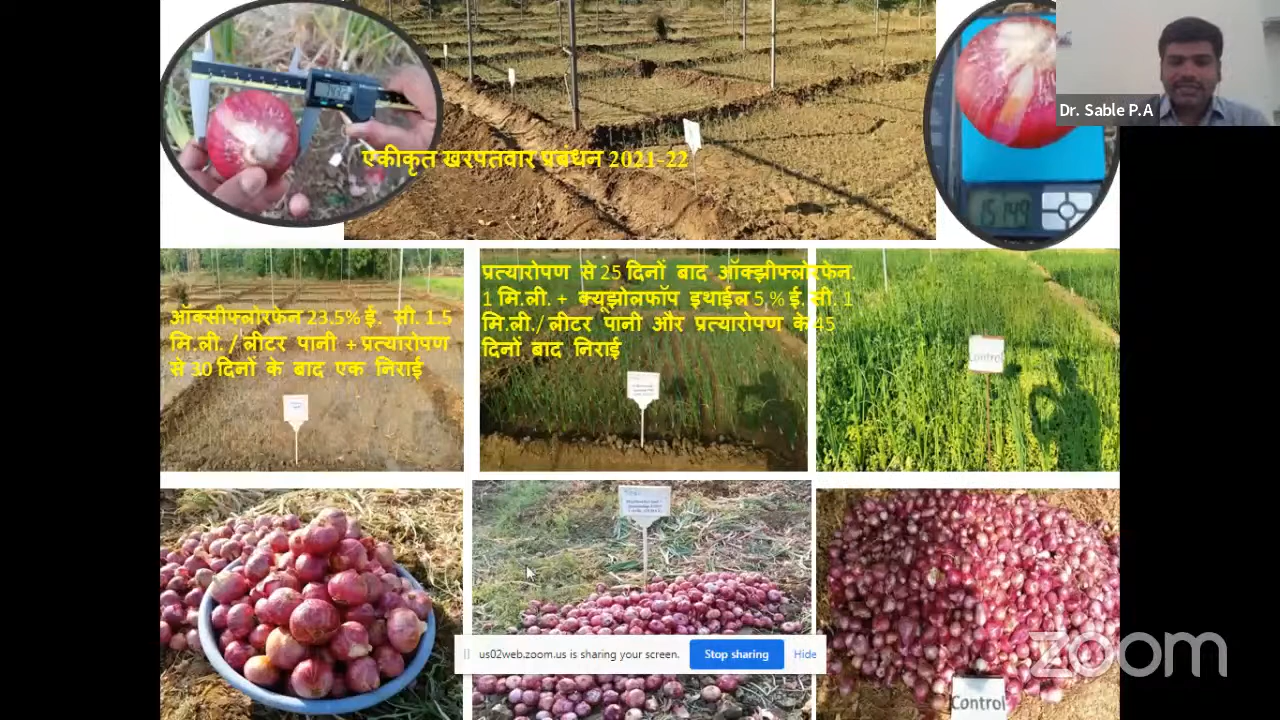 Dr. Sable P.A
एकीकृत खरपतवार प्रबंधन 2021-22
ऑक्सीफ्लोरफेन 23.5% ई. सी. 1.5
मि.ली. / लीटर पानी + प्रत्यारोपण
से 30 दिनों के बाद एक निराई
प्रत्यारोपण से 25 दिनों बाद ऑक्झीफ्लोरफेन.
1 मि.ली. + क्यूझोलफॉप इथाईल 5 % ई. सी. 1
मि.ली./ लीटर पानी और प्रत्यारोपण के 45
दिनों बाद निराई
Control
us02web.zoom.us is sharing your screen.
Stop sharing
Hide
zoom
Control